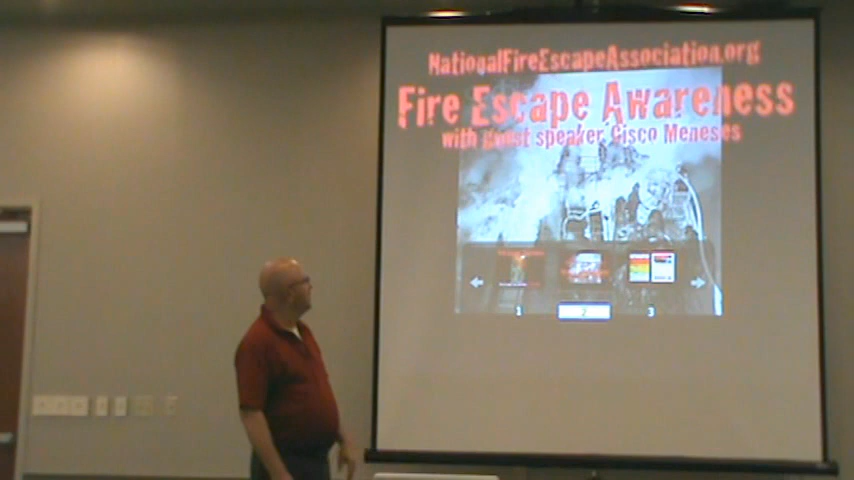 NationalFireEscapeAssociation.org
Fire Escape Awareness
with guest speaker Cisco Meneses
1 2 3